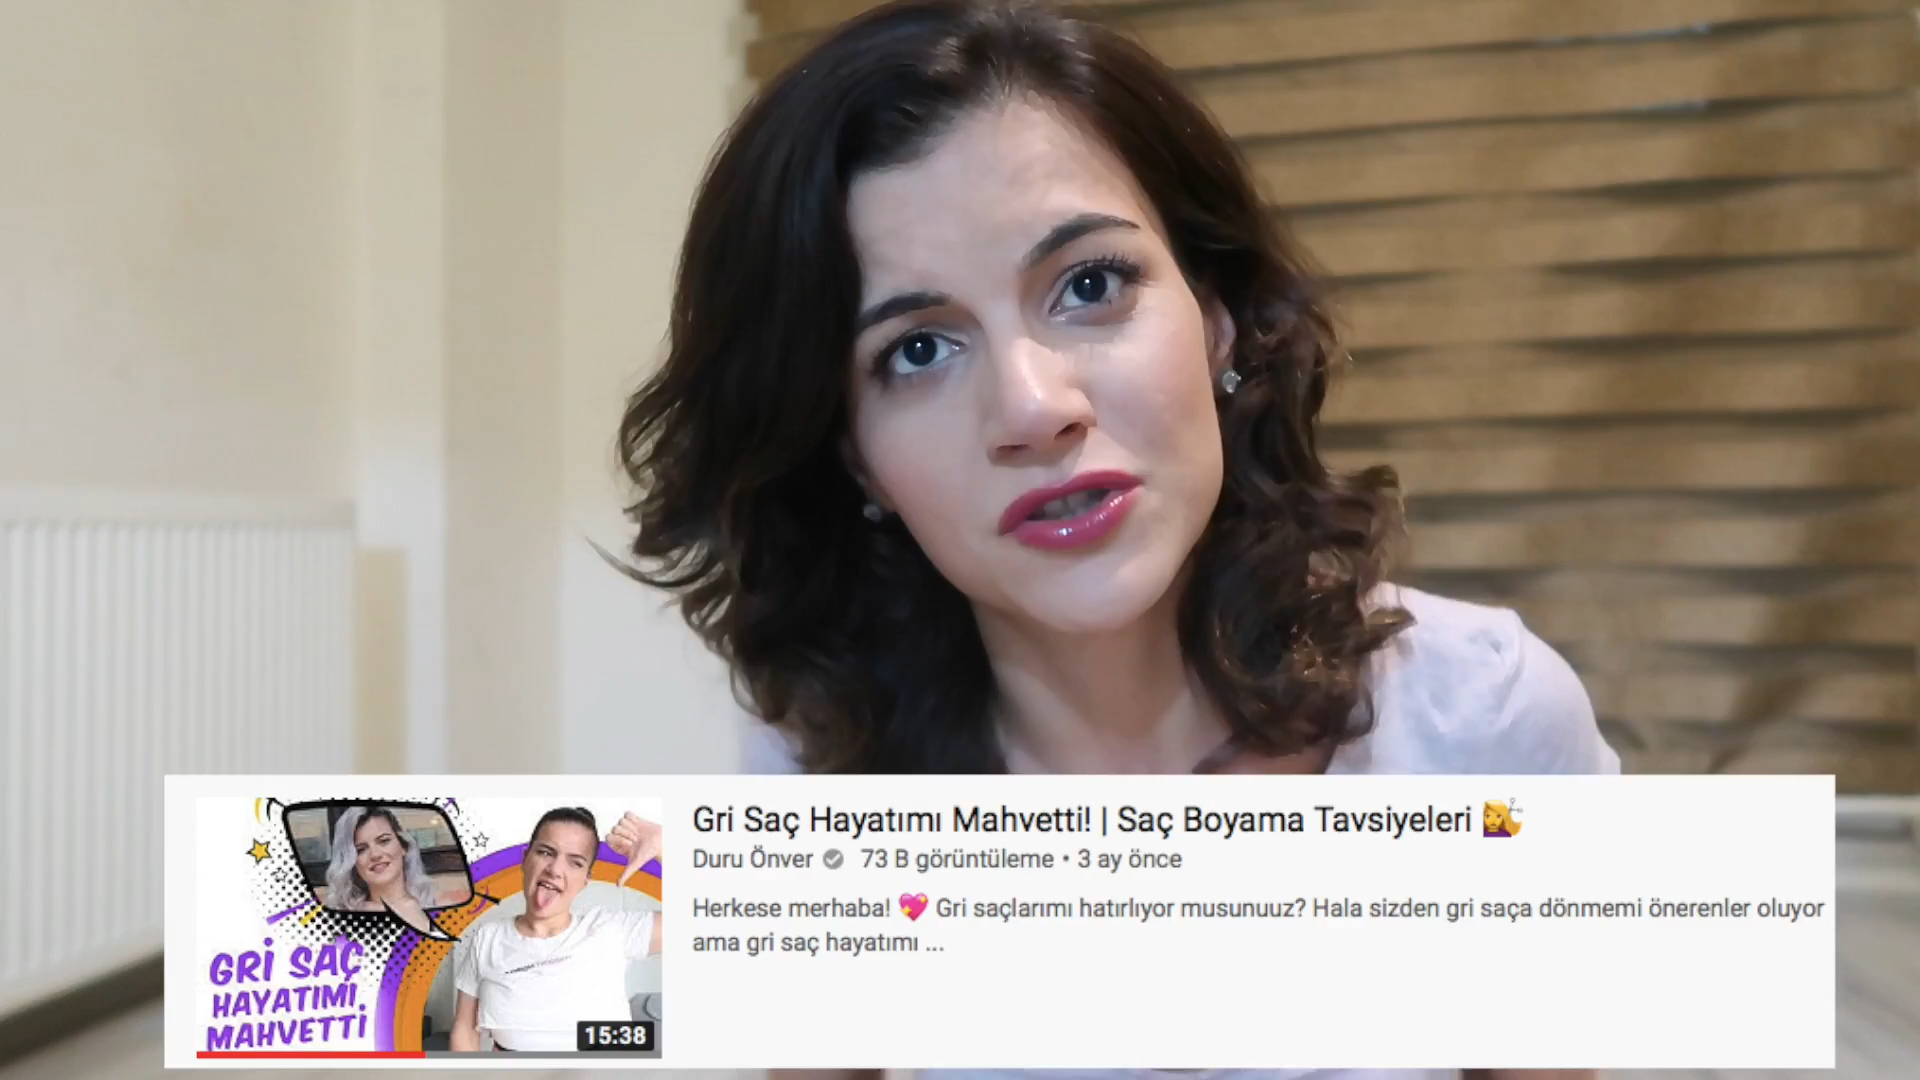 Gri Saç Hayatımı Mahvetti! | Saç Boyama Tavsiyeleri 💇‍♀️
Duru Önver 73 B görüntüleme • 3 ay önce
Herkese merhaba! 💖 Gri saçlarımı hatırlıyor musunuuz? Hala sizden gri saça dönmemi önerenler oluyor
ama gri saç hayatımı ...
GRİ SAÇ
HAYATIMI
MAHVETTİ
15:38